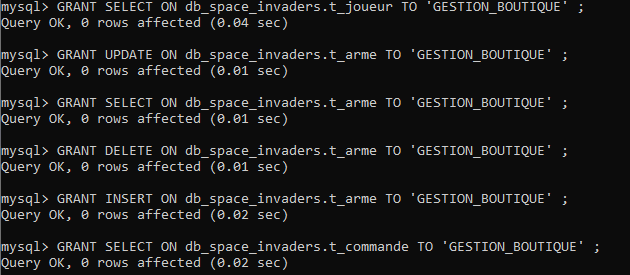 mysql> GRANT SELECT ON db_space_invaders.t_joueur TO 'GESTION_BOUTIQUE' ;
Query OK, 0 rows affected (0.04 sec)
mysql> GRANT UPDATE ON db_space_invaders.t_arme TO 'GESTION_BOUTIQUE' ;
Query OK, 0 rows affected (0.01 sec)
mysql> GRANT SELECT ON db_space_invaders.t_arme TO 'GESTION_BOUTIQUE' ;
Query OK, 0 rows affected (0.01 sec)
mysql> GRANT DELETE ON db_space_invaders.t_arme TO 'GESTION_BOUTIQUE' ;
Query OK, 0 rows affected (0.01 sec)
mysql> GRANT INSERT ON db_space_invaders.t_arme TO 'GESTION_BOUTIQUE' ;
Query OK, 0 rows affected (0.02 sec)
mysql> GRANT SELECT ON db_space_invaders.t_commande TO 'GESTION_BOUTIQUE' ;
Query OK, 0 rows affected (0.02 sec)